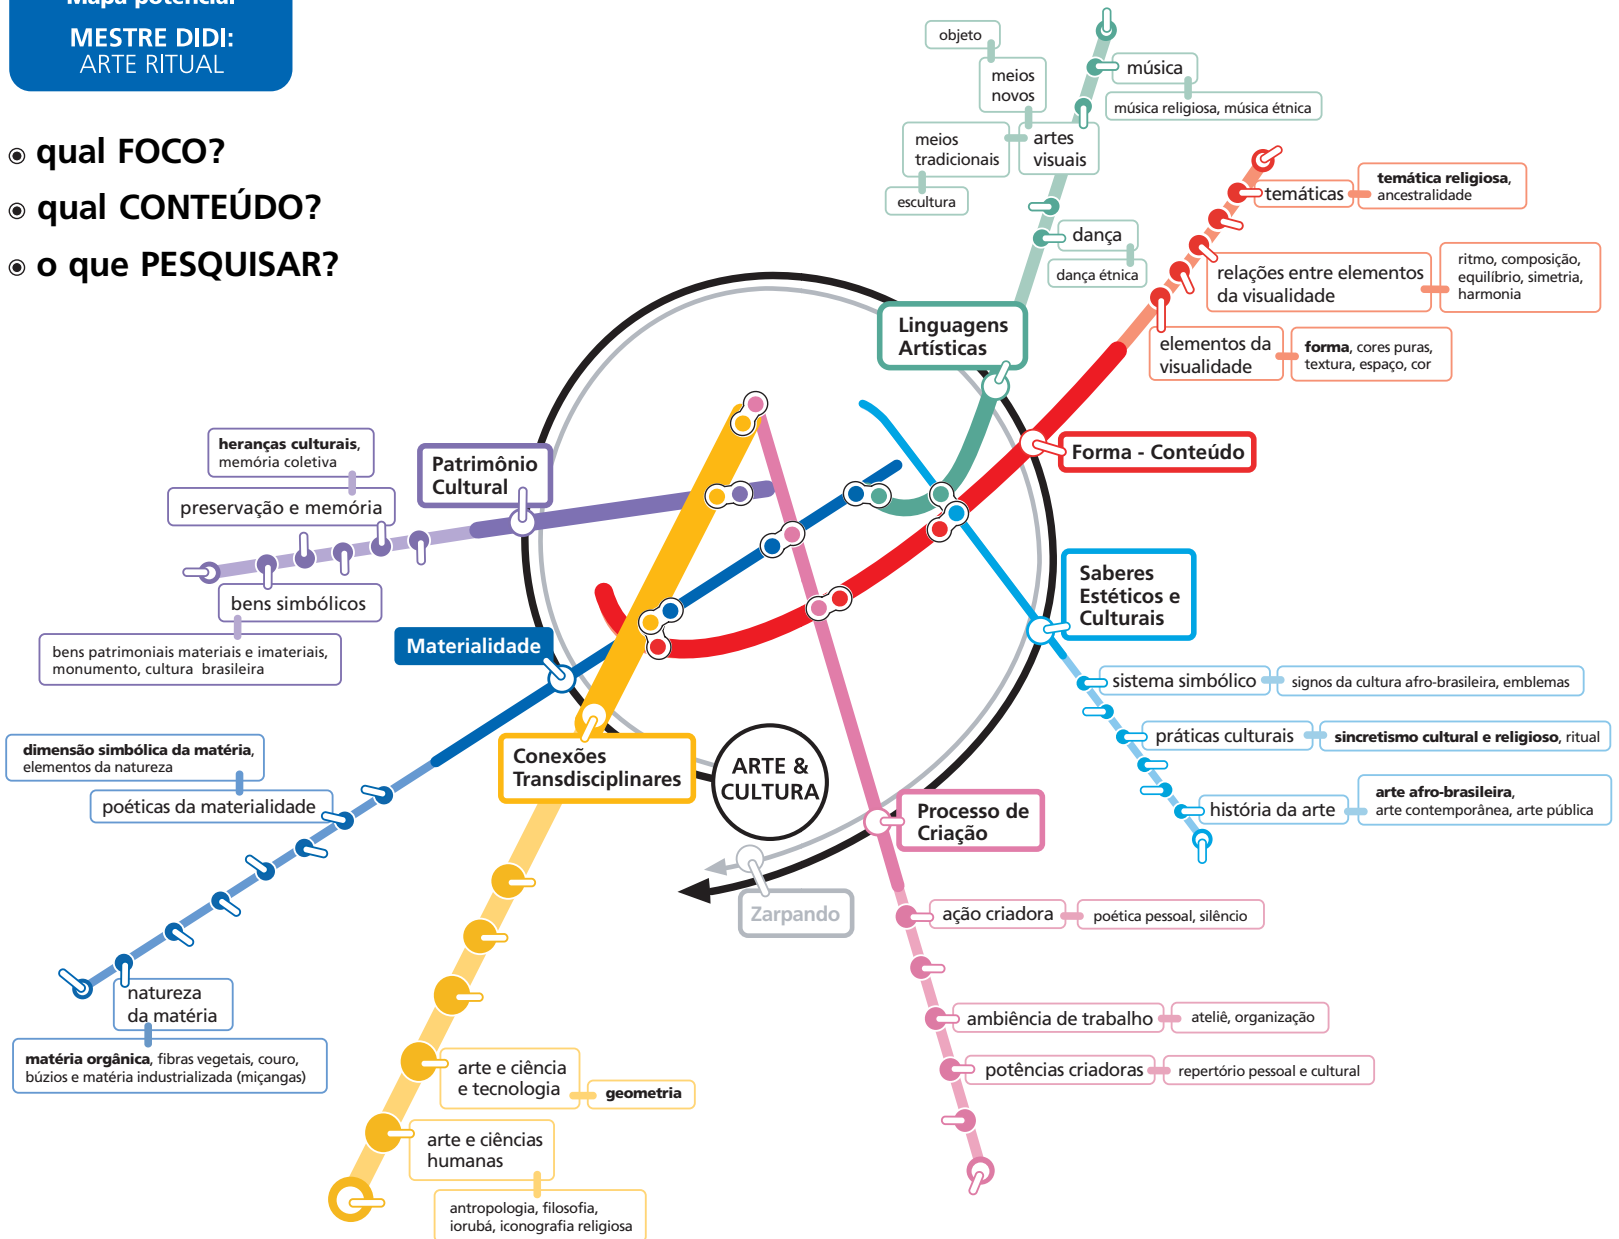 Mapa potencial
MESTRE DIDI:
ARTE RITUAL
qual FOCO?
qual CONTEÚDO?
o que PESQUISAR?
objeto
meios
novos
meios
tradicionais
escultura
artes
visuais
música
música religiosa, música étnica
dança
dança étnica
Linguagens
Artísticas
temáticas
temática religiosa,
ancestralidade
relações entre elementos
da visualidade
ritmo, composição,
equilíbrio, simetria,
harmonia
elementos da
visualidade
forma, cores puras,
textura, espaço, cor
Forma - Conteúdo
heranças culturais,
memória coletiva
preservação e memória
Patrimônio
Cultural
bens simbólicos
bens patrimoniais materiais e imateriais,
monumento, cultura brasileira
Materialidade
dimensão simbólica da matéria,
elementos da natureza
poéticas da materialidade
natureza
da matéria
matéria orgânica, fibras vegetais, couro,
búzios e matéria industrializada (miçangas)
Conexões
Transdisciplinares
arte e ciência
e tecnologia
geometria
arte e ciências
humanas
antropologia, filosofia,
iorubá, iconografia religiosa
ARTE &
CULTURA
Zarpando
Saberes
Estéticos e
Culturais
sistema simbólico
signos da cultura afro-brasileira, emblemas
práticas culturais
sincretismo cultural e religioso, ritual
história da arte
arte afro-brasileira,
arte contemporânea, arte pública
Processo de
Criação
ação criadora
poética pessoal, silêncio
ambiência de trabalho
ateliê, organização
potências criadoras
repertório pessoal e cultural